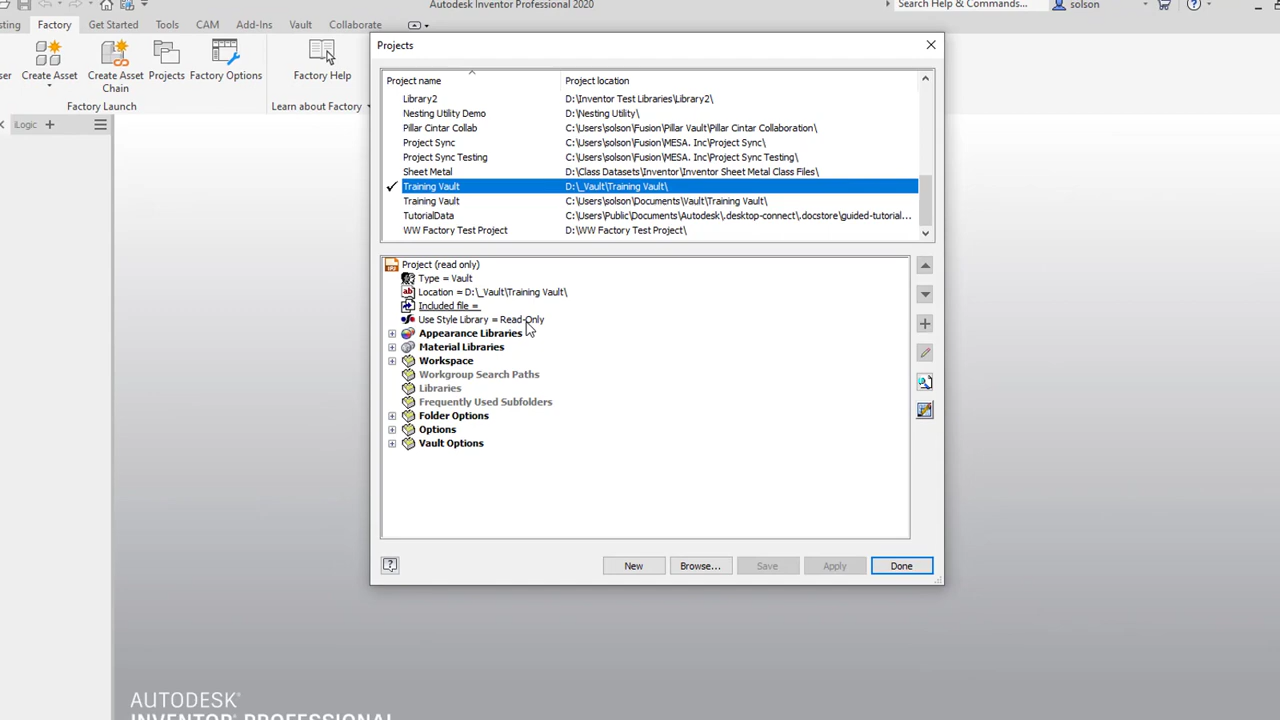 Autodesk Inventor Professional 2020
Search Help & Commands...
solson
Factory
Get Started
Tools
CAM
Add-Ins
Vault
Collaborate
Create Asset
Create Asset
Chain
Projects
Factory Options
Factory Help
Factory Launch
Learn about Factory
iLogic
Projects
Project name
Project location
Library2 D:\Inventor Test Libraries\Library2\
Nesting Utility Demo D:\Nesting Utility\
Pillar Cintar Collab C:\Users\solson\Fusion\Pillar Vault\Pillar Cintar Collaboration\
Project Sync C:\Users\solson\Fusion\MESA. Inc\Project Sync\
Project Sync Testing C:\Users\solson\Fusion\MESA. Inc\Project Sync Testing\
Sheet Metal D:\Class Datasets\Inventor\Inventor Sheet Metal Class Files\
Training Vault D:\_Vault\Training Vault\
Training Vault C:\Users\solson\Documents\Vault\Training Vault\
TutorialData C:\Users\Public\Documents\Autodesk\.desktop-connect\.docstore\guided-tutorial...
WW Factory Test Project D:\WW Factory Test Project\
Project (read only)
Type = Vault
Location = D:\_Vault\Training Vault\
Included file =
Use Style Library = Read-Only
Appearance Libraries
Material Libraries
Workspace
Workgroup Search Paths
Libraries
Frequently Used Subfolders
Folder Options
Options
Vault Options
New
Browse...
Save
Apply
Done
AUTODESK
INVENTOR PROFESSIONAL